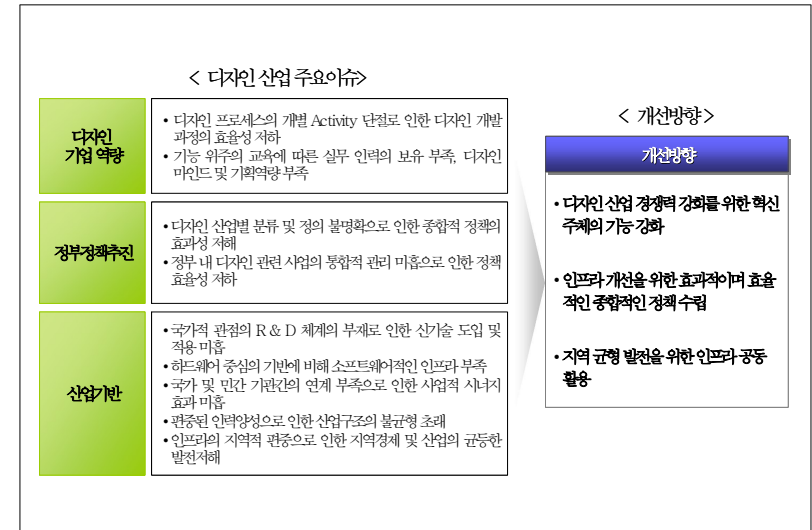 < 디자인 산업 주요이슈>
디자인
기업 역량
• 디자인 프로세스의 개별 Activity 단절로 인한 디자인 개발
과정의 효율성 저하
• 기능 위주의 교육에 따른 실무 인력의 보유 부족, 디자인
마인드 및 기획역량 부족
정부정책추진
• 디자인 산업별 분류 및 정의 불명확으로 인한 종합적 정책의
효과성 저해
• 정부 내 디자인 관련 사업의 통합적 관리 미흡으로 인한 정책
효율성 저하
산업기반
• 국가적 관점의 R & D 체계의 부재로 인한 신기술 도입 및
적용 미흡
• 하드웨어 중심의 기반에 비해 소프트웨어적인 인프라 부족
• 국가 및 민간 기관간의 연계 부족으로 인한 사업적 시너지
효과 미흡
• 편중된 인력양성으로 인한 산업구조의 불균형 초래
• 인프라의 지역적 편중으로 인한 지역경제 및 산업의 균등한
발전저해
< 개선방향 >
개선방향
• 디자인 산업 경쟁력 강화를 위한 혁신
주체의 기능 강화
• 인프라 개선을 위한 효과적이며 효율
적인 종합적인 정책 수립
• 지역 균형 발전을 위한 인프라 공동
활용